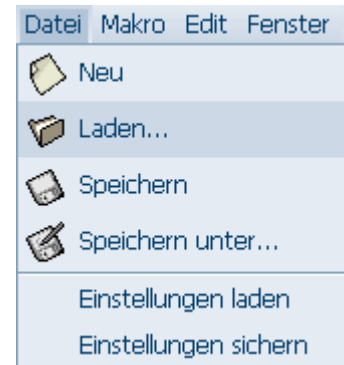 Datei Makro Edit Fenster
Neu
Laden...
Speichern
Speichern unter...
Einstellungen laden
Einstellungen sichern